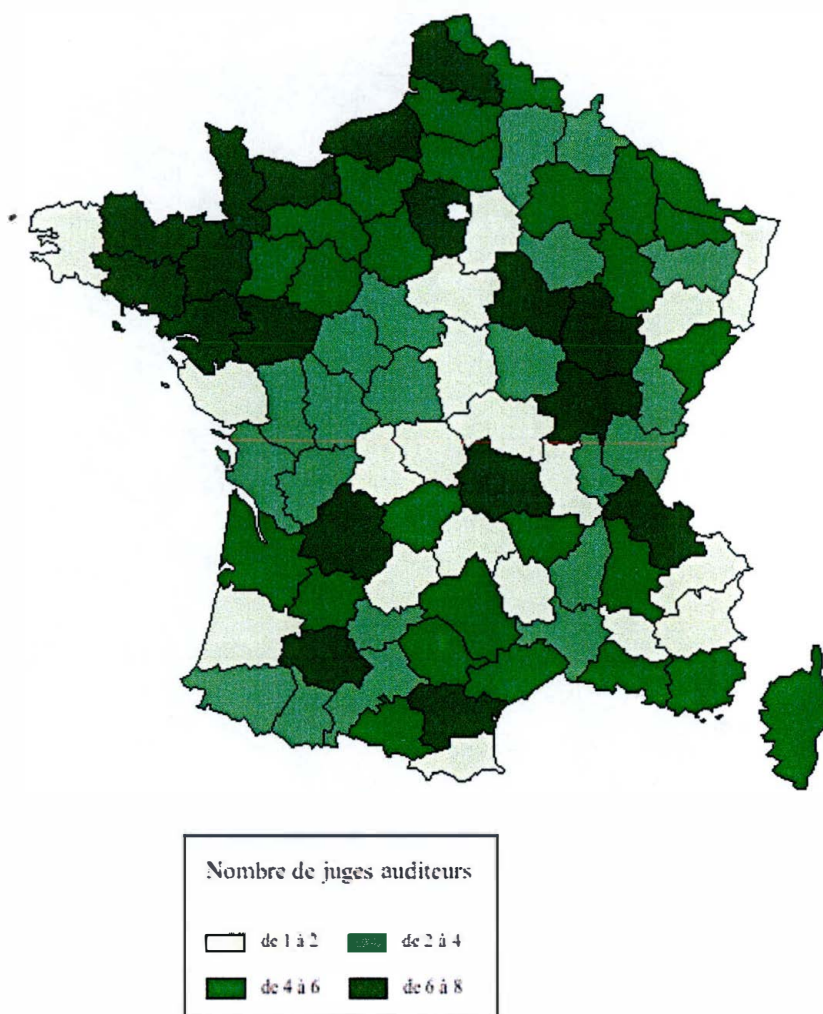 Nombre de juges auditeurs
de 1 à 2
de 2 à 4
de 4 à 6
de 6 à 8